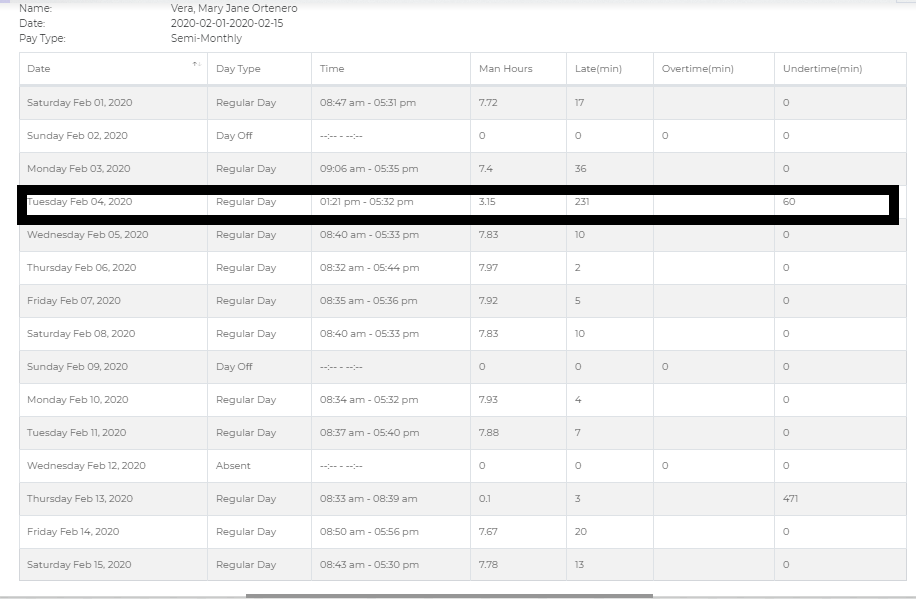 Name: Vera, Mary Jane Ortenero
Date: 2020-02-01-2020-02-15
Pay Type: Semi-Monthly
Date Day Type Time Man Hours Late(min) Overtime(min) Undertime(min)
Saturday Feb 01, 2020 Regular Day 08:47 am - 05:31 pm 7.72 17 0
Sunday Feb 02, 2020 Day Off --:-- - --:-- 0 0 0 0
Monday Feb 03, 2020 Regular Day 09:06 am - 05:35 pm 7.4 36 0
Tuesday Feb 04, 2020 Regular Day 01:21 pm - 05:32 pm 3.15 231 60
Wednesday Feb 05, 2020 Regular Day 08:40 am - 05:33 pm 7.83 10 0
Thursday Feb 06, 2020 Regular Day 08:32 am - 05:44 pm 7.97 2 0
Friday Feb 07, 2020 Regular Day 08:35 am - 05:36 pm 7.92 5 0
Saturday Feb 08, 2020 Regular Day 08:40 am - 05:33 pm 7.83 10 0
Sunday Feb 09, 2020 Day Off --:-- - --:-- 0 0 0 0
Monday Feb 10, 2020 Regular Day 08:34 am - 05:32 pm 7.93 4 0
Tuesday Feb 11, 2020 Regular Day 08:37 am - 05:40 pm 7.88 7 0
Wednesday Feb 12, 2020 Absent --:-- - --:-- 0 0 0 0
Thursday Feb 13, 2020 Regular Day 08:33 am - 08:39 am 0.1 3 471
Friday Feb 14, 2020 Regular Day 08:50 am - 05:56 pm 7.67 20 0
Saturday Feb 15, 2020 Regular Day 08:43 am - 05:30 pm 7.78 13 0